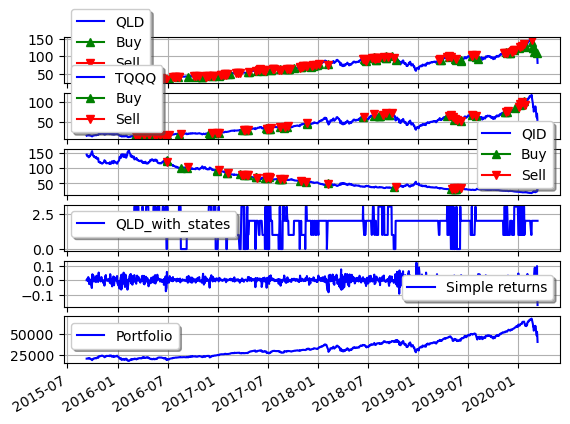 QLD
Buy
Sell
150
100
50
TQQQ
Buy
Sell
100
50
QID
Buy
Sell
150
100
50
QLD_with_states
2.5
0.0
Simple returns
0.1
0.0
−0.1
Portfolio
50000
25000
2015-07
2016-01
2016-07
2017-01
2017-07
2018-01
2018-07
2019-01
2019-07
2020-01